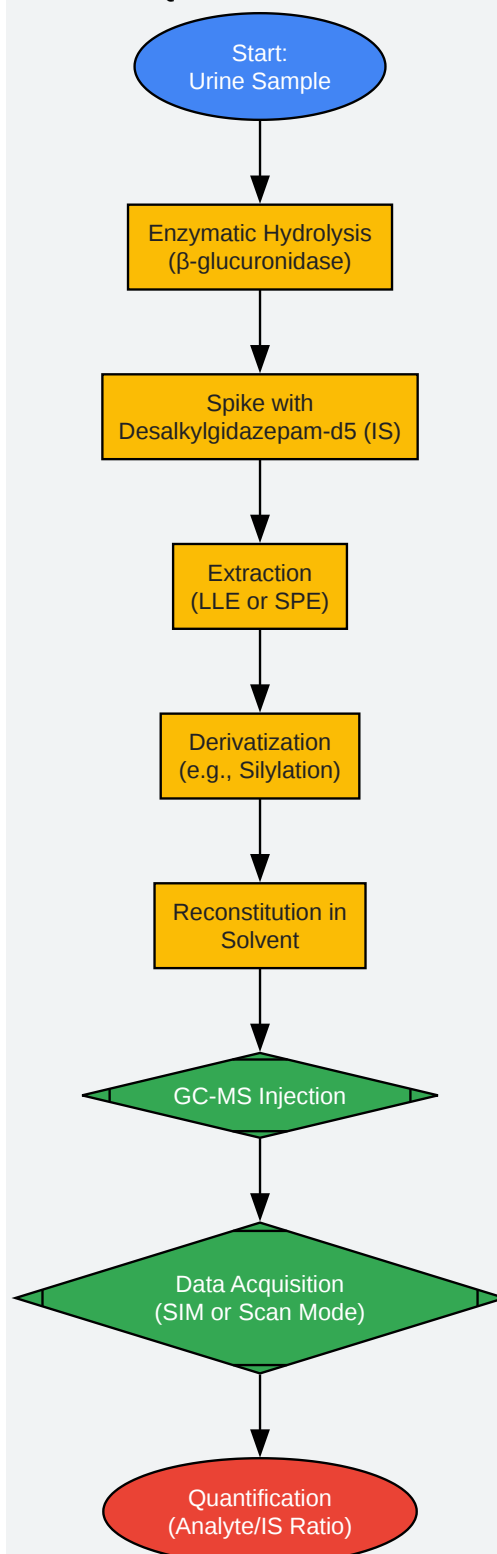 Start:
Urine Sample
Enzymatic Hydrolysis
(β-glucuronidase)
Spike with
Desalkylgidazepam-d5 (IS)
Extraction
(LLE or SPE)
Derivatization
(e.g., Silylation)
Reconstitution in
Solvent
GC-MS Injection
Data Acquisition
(SIM or Scan Mode)
Quantification
(Analyte/IS Ratio)